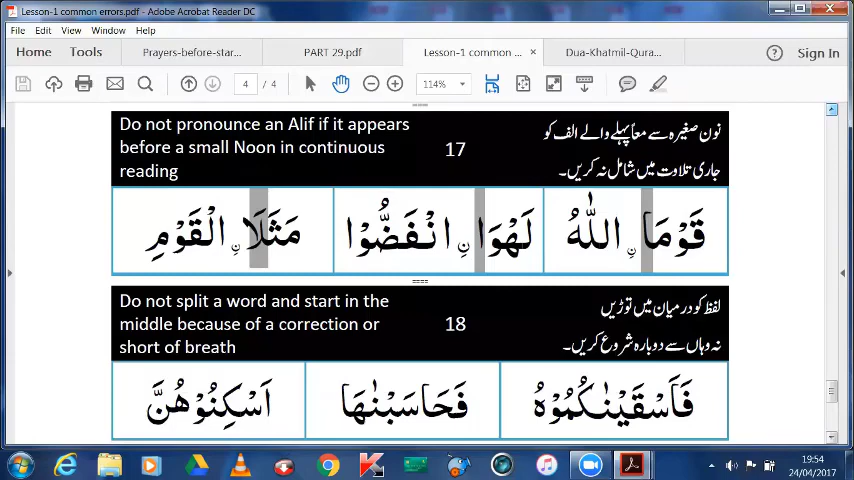 Lesson-1 common errors.pdf - Adobe Acrobat Reader DC
File Edit View Window Help
Home Tools Prayers-before-star... PART 29.pdf Lesson-1 common ... × Dua-Khatmil-Qura... Sign In
4 / 4 114%
Do not pronounce an Alif if it appears
before a small Noon in continuous
reading
17
نون صغیرہ سے معاً پہلے والے الف کو
جاری تلاوت میں شامل نہ کریں۔
قَوْمَا ِۨ اللّٰهُ
لَهْوَا ِۨ انْفَضُّوْا
مَثَلَا ِۨ الْقَوْمِ
Do not split a word and start in the
middle because of a correction or
short of breath
18
لفظ کو درمیان میں توڑیں
نہ وہاں سے دوبارہ شروع کریں۔
فَاَسْقَيْنٰكُمُوْهُ
فَحَاسَبْنٰهَا
اَسْكِنُوْهُنَّ
19:54
24/04/2017